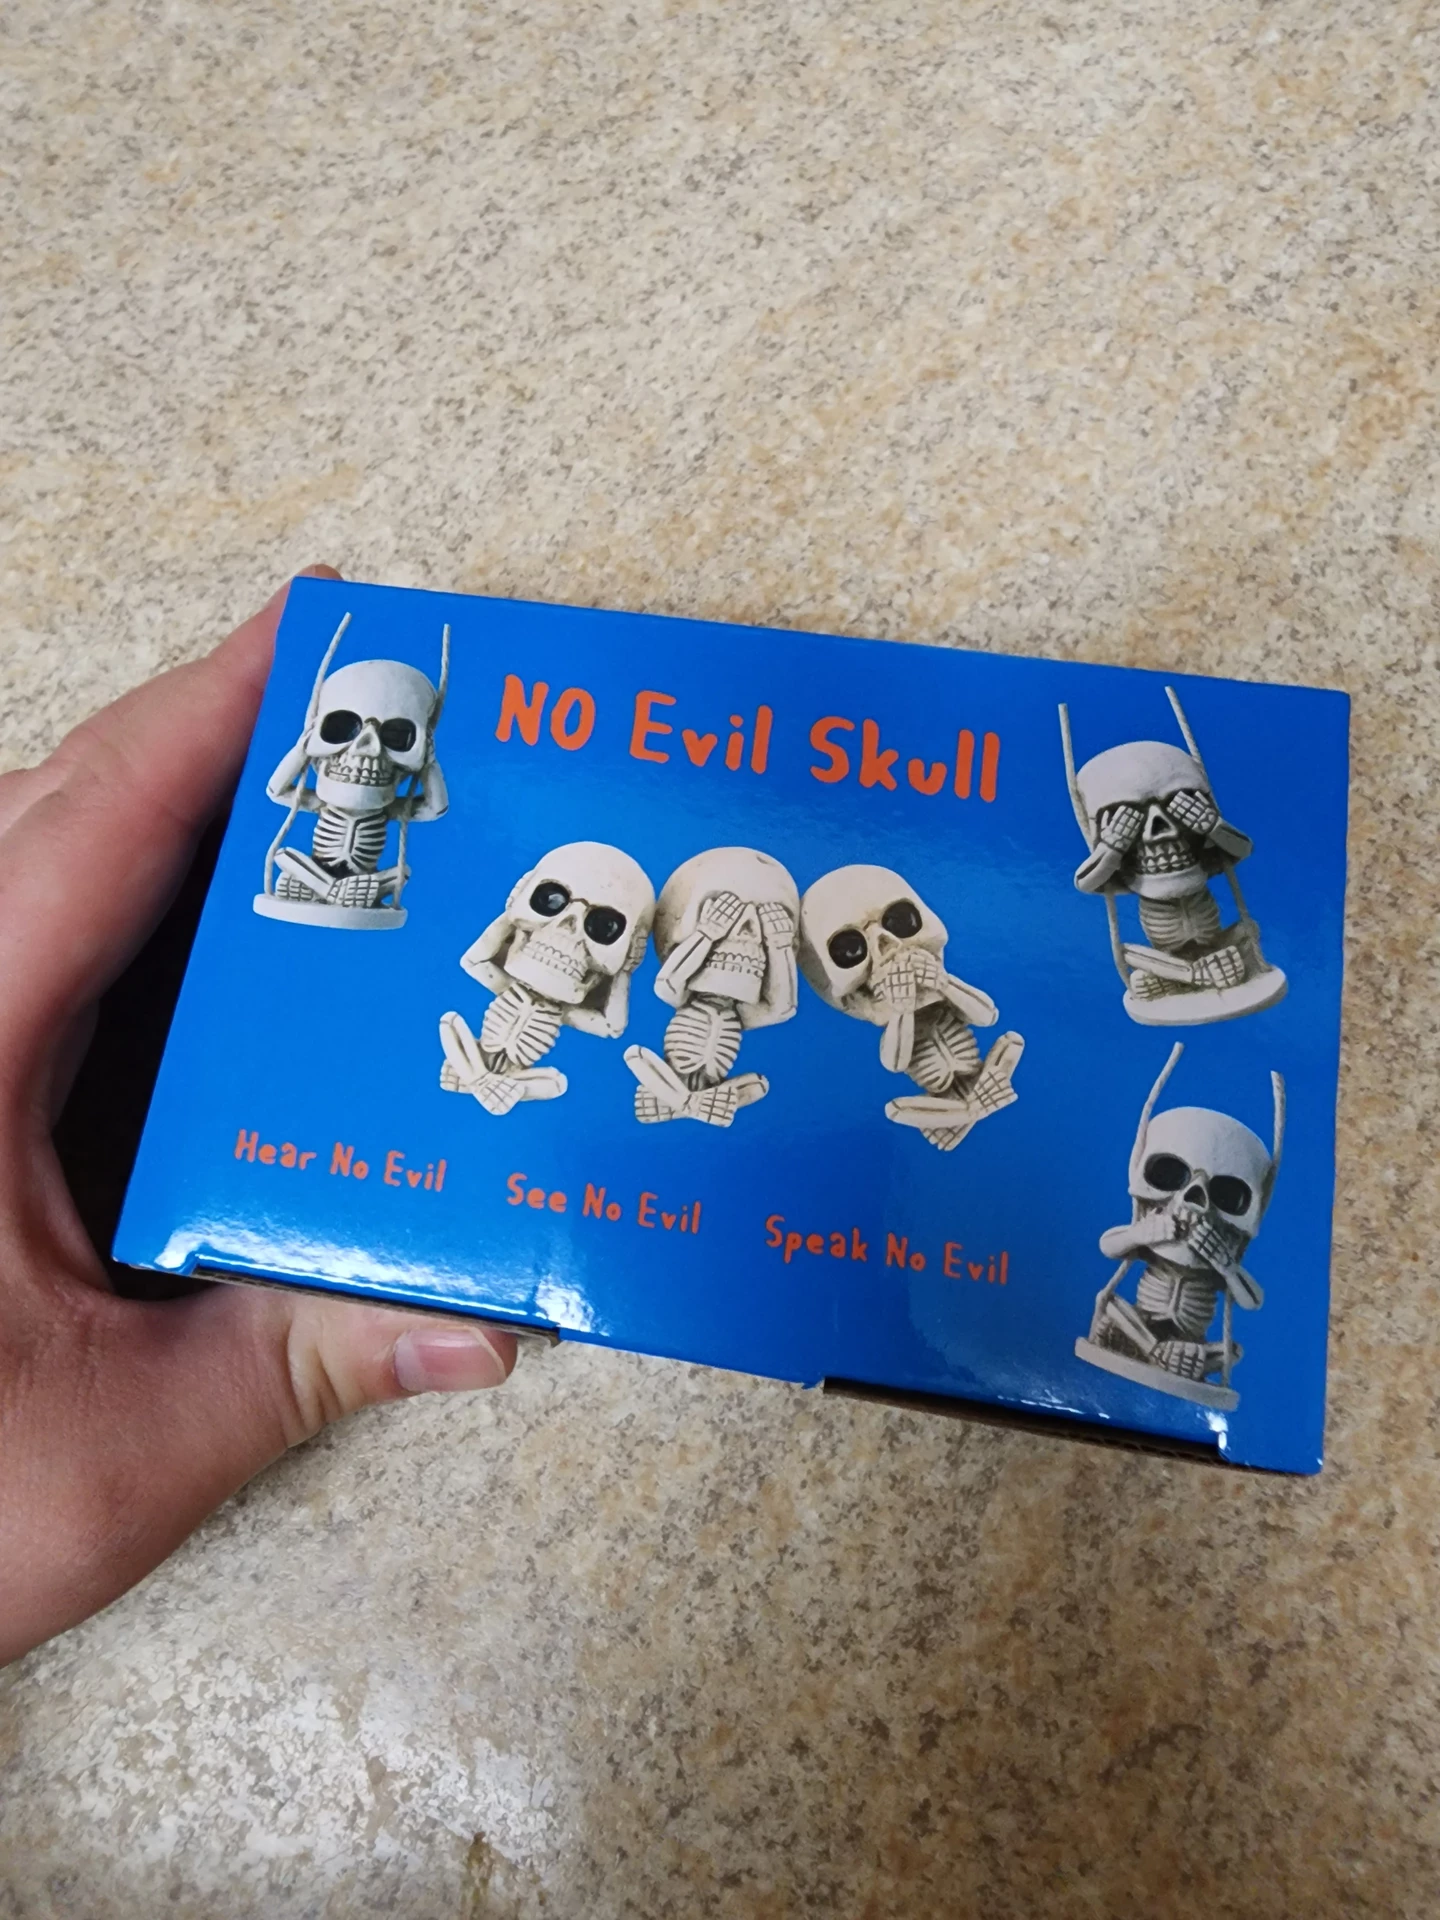 NO Evil Skull
Hear No Evil
See No Evil
Speak No Evil